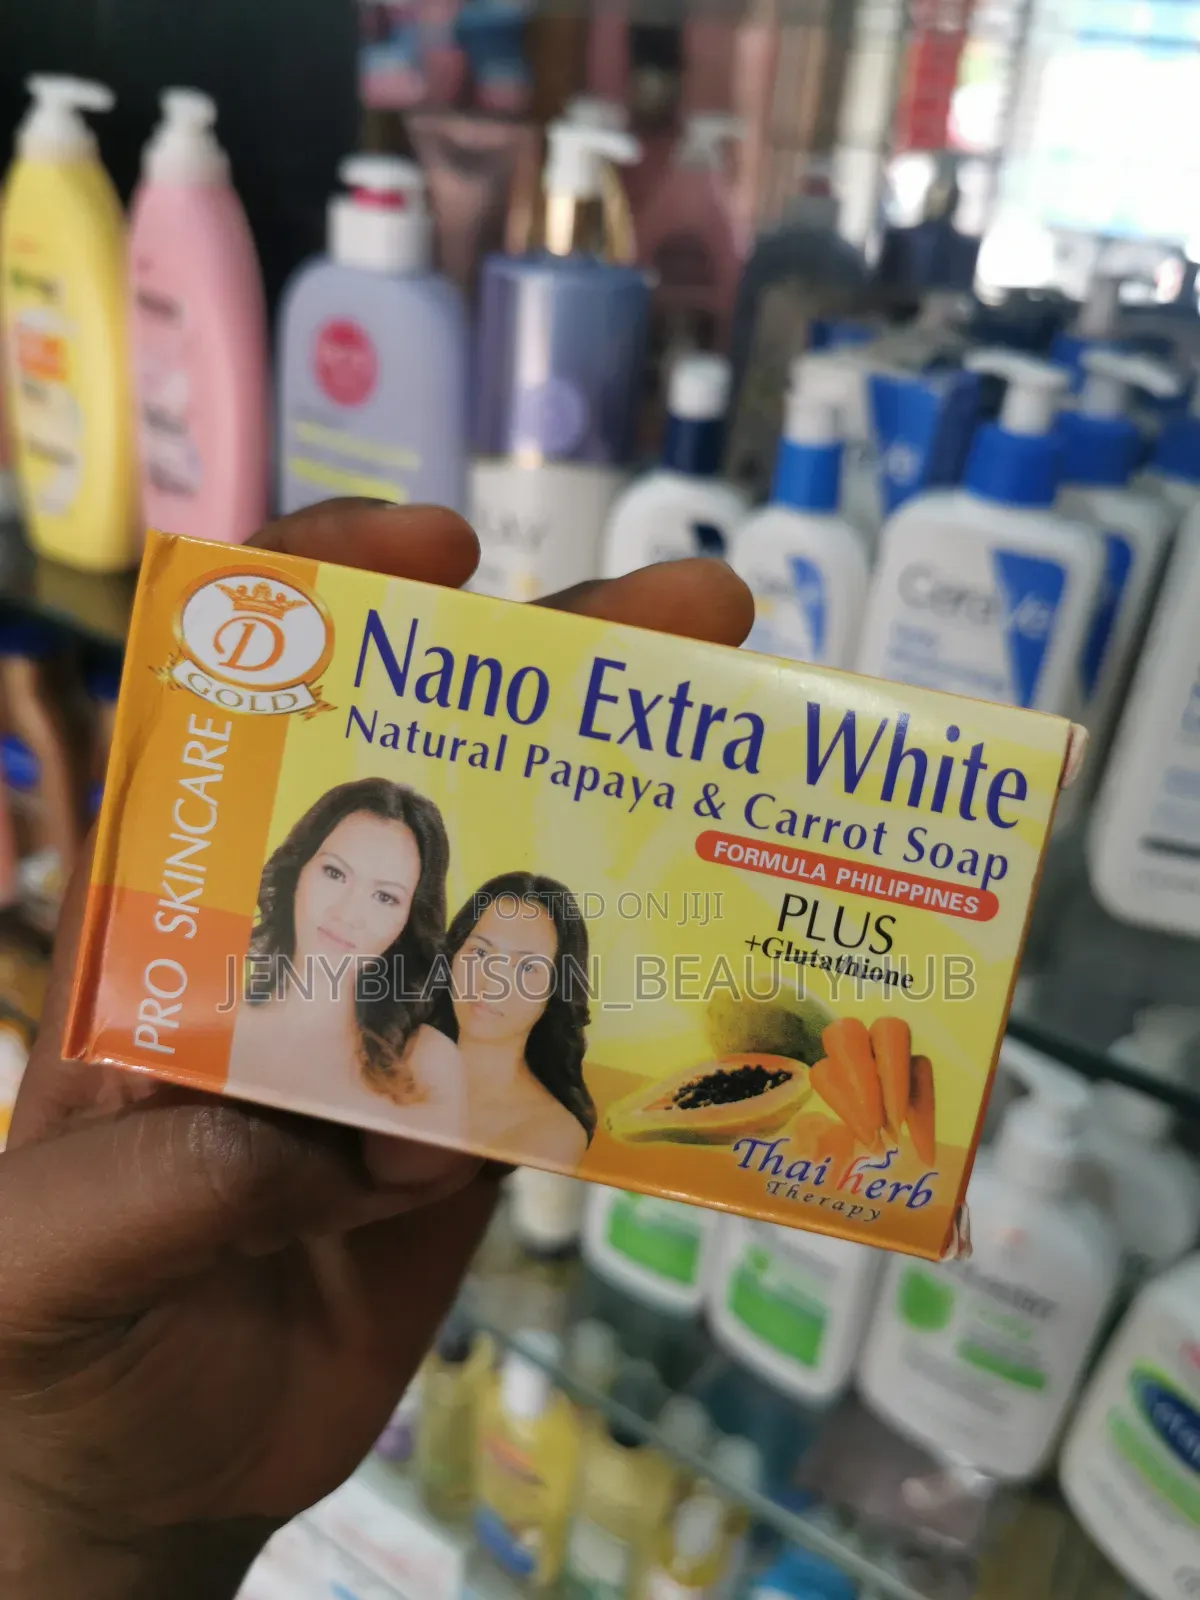 D
GOLD
PRO SKINCARE
Nano Extra White
Natural Papaya & Carrot Soap
FORMULA PHILIPPINES
PLUS
+Glutathione
POSTED ON JIJI
JENYBLAISON_BEAUTYHUB
Thai herb
Therapy
CeraVe